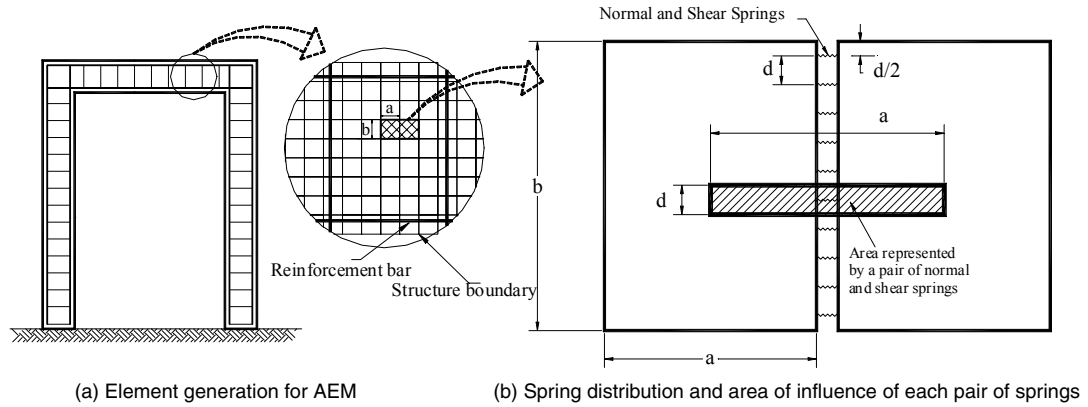 a
b
Reinforcement bar
Structure boundary
(a) Element generation for AEM
Normal and Shear Springs
d
d/2
a
b
d
Area represented
by a pair of normal
and shear springs
a
(b) Spring distribution and area of influence of each pair of springs